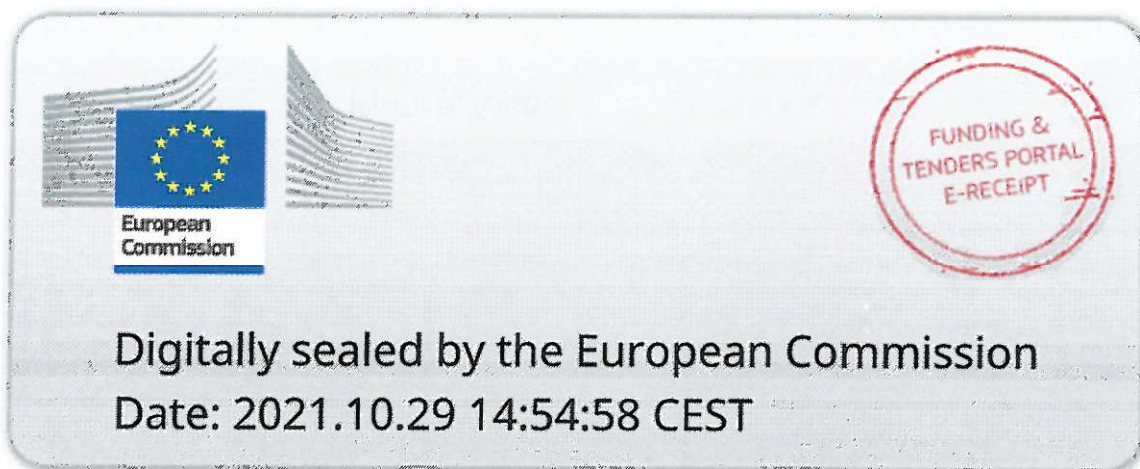 European
Commission
FUNDING &
TENDERS PORTAL
E-RECEiPT
Digitally sealed by the European Commission
Date: 2021.10.29 14:54:58 CEST